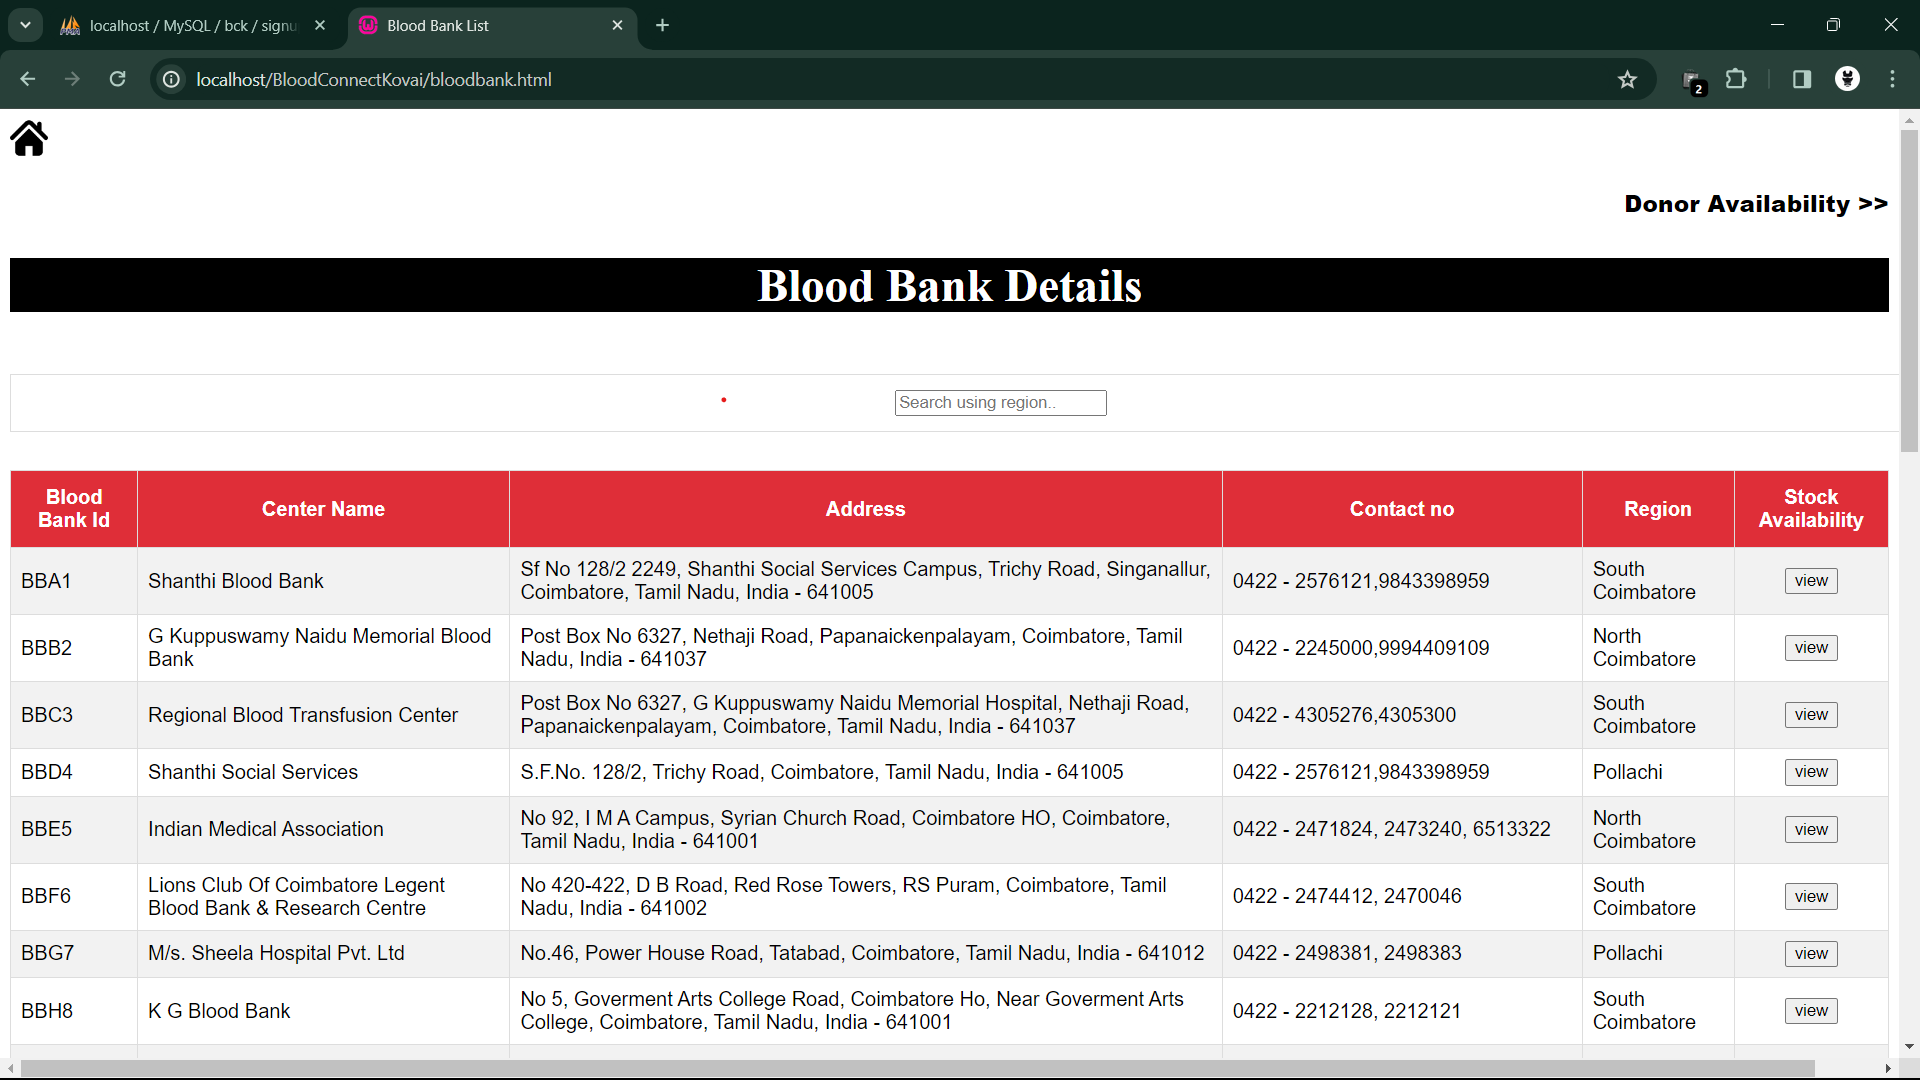 localhost / MySQL / bck / signu
Blood Bank List
localhost/BloodConnectKovai/bloodbank.html
2
Donor Availability >>
Blood Bank Details
Search using region..
Blood Bank Id
Center Name
Address
Contact no
Region
Stock Availability
BBA1
Shanthi Blood Bank
Sf No 128/2 2249, Shanthi Social Services Campus, Trichy Road, Singanallur,
Coimbatore, Tamil Nadu, India - 641005
0422 - 2576121,9843398959
South
Coimbatore
view
BBB2
G Kuppuswamy Naidu Memorial Blood
Bank
Post Box No 6327, Nethaji Road, Papanaickenpalayam, Coimbatore, Tamil
Nadu, India - 641037
0422 - 2245000,9994409109
North
Coimbatore
view
BBC3
Regional Blood Transfusion Center
Post Box No 6327, G Kuppuswamy Naidu Memorial Hospital, Nethaji Road,
Papanaickenpalayam, Coimbatore, Tamil Nadu, India - 641037
0422 - 4305276,4305300
South
Coimbatore
view
BBD4
Shanthi Social Services
S.F.No. 128/2, Trichy Road, Coimbatore, Tamil Nadu, India - 641005
0422 - 2576121,9843398959
Pollachi
view
BBE5
Indian Medical Association
No 92, I M A Campus, Syrian Church Road, Coimbatore HO, Coimbatore,
Tamil Nadu, India - 641001
0422 - 2471824, 2473240, 6513322
North
Coimbatore
view
BBF6
Lions Club Of Coimbatore Legent
Blood Bank & Research Centre
No 420-422, D B Road, Red Rose Towers, RS Puram, Coimbatore, Tamil
Nadu, India - 641002
0422 - 2474412, 2470046
South
Coimbatore
view
BBG7
M/s. Sheela Hospital Pvt. Ltd
No.46, Power House Road, Tatabad, Coimbatore, Tamil Nadu, India - 641012
0422 - 2498381, 2498383
Pollachi
view
BBH8
K G Blood Bank
No 5, Goverment Arts College Road, Coimbatore Ho, Near Goverment Arts
College, Coimbatore, Tamil Nadu, India - 641001
0422 - 2212128, 2212121
South
Coimbatore
view